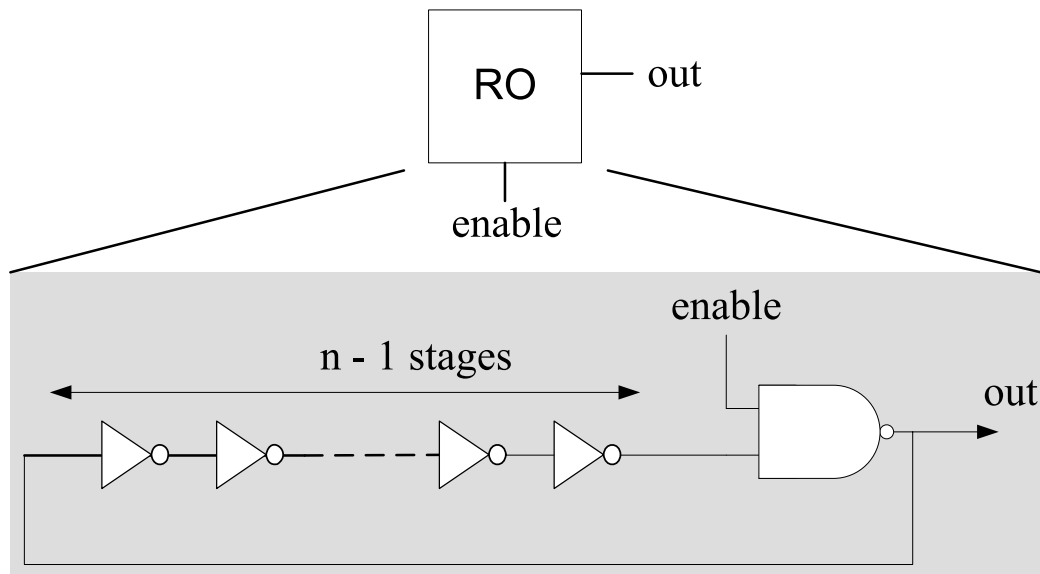 RO
out
enable
enable
n - 1 stages
out